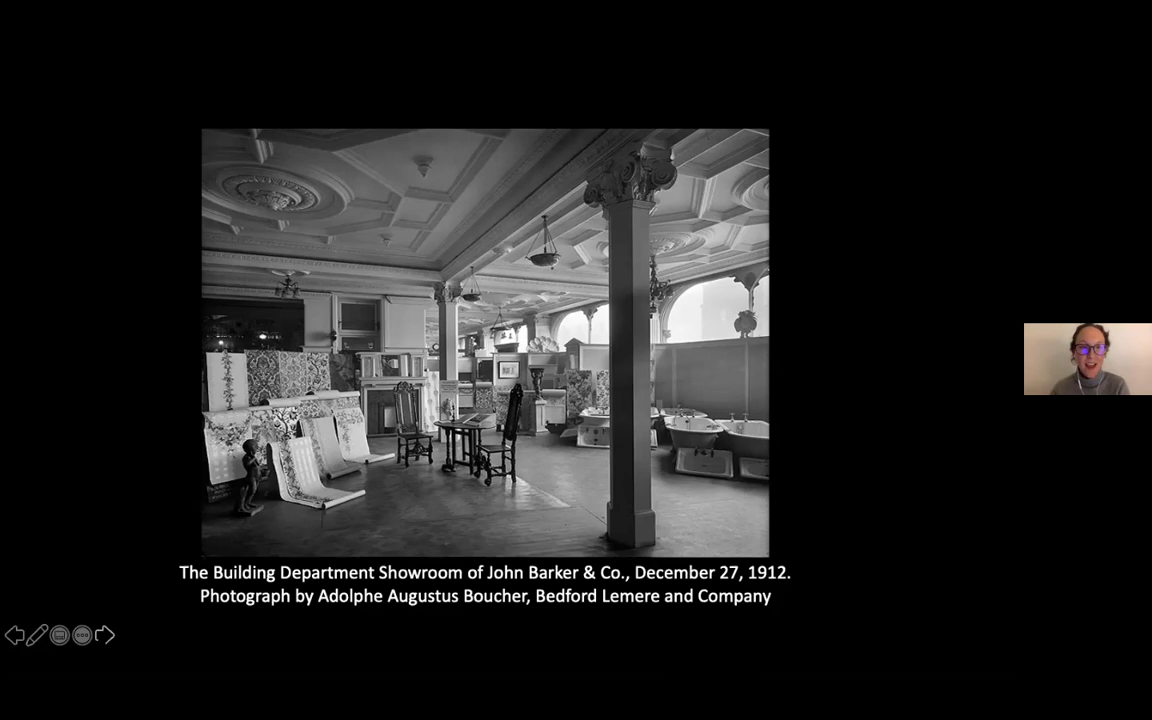 The Building Department Showroom of John Barker & Co., December 27, 1912.
Photograph by Adolphe Augustus Boucher, Bedford Lemere and Company